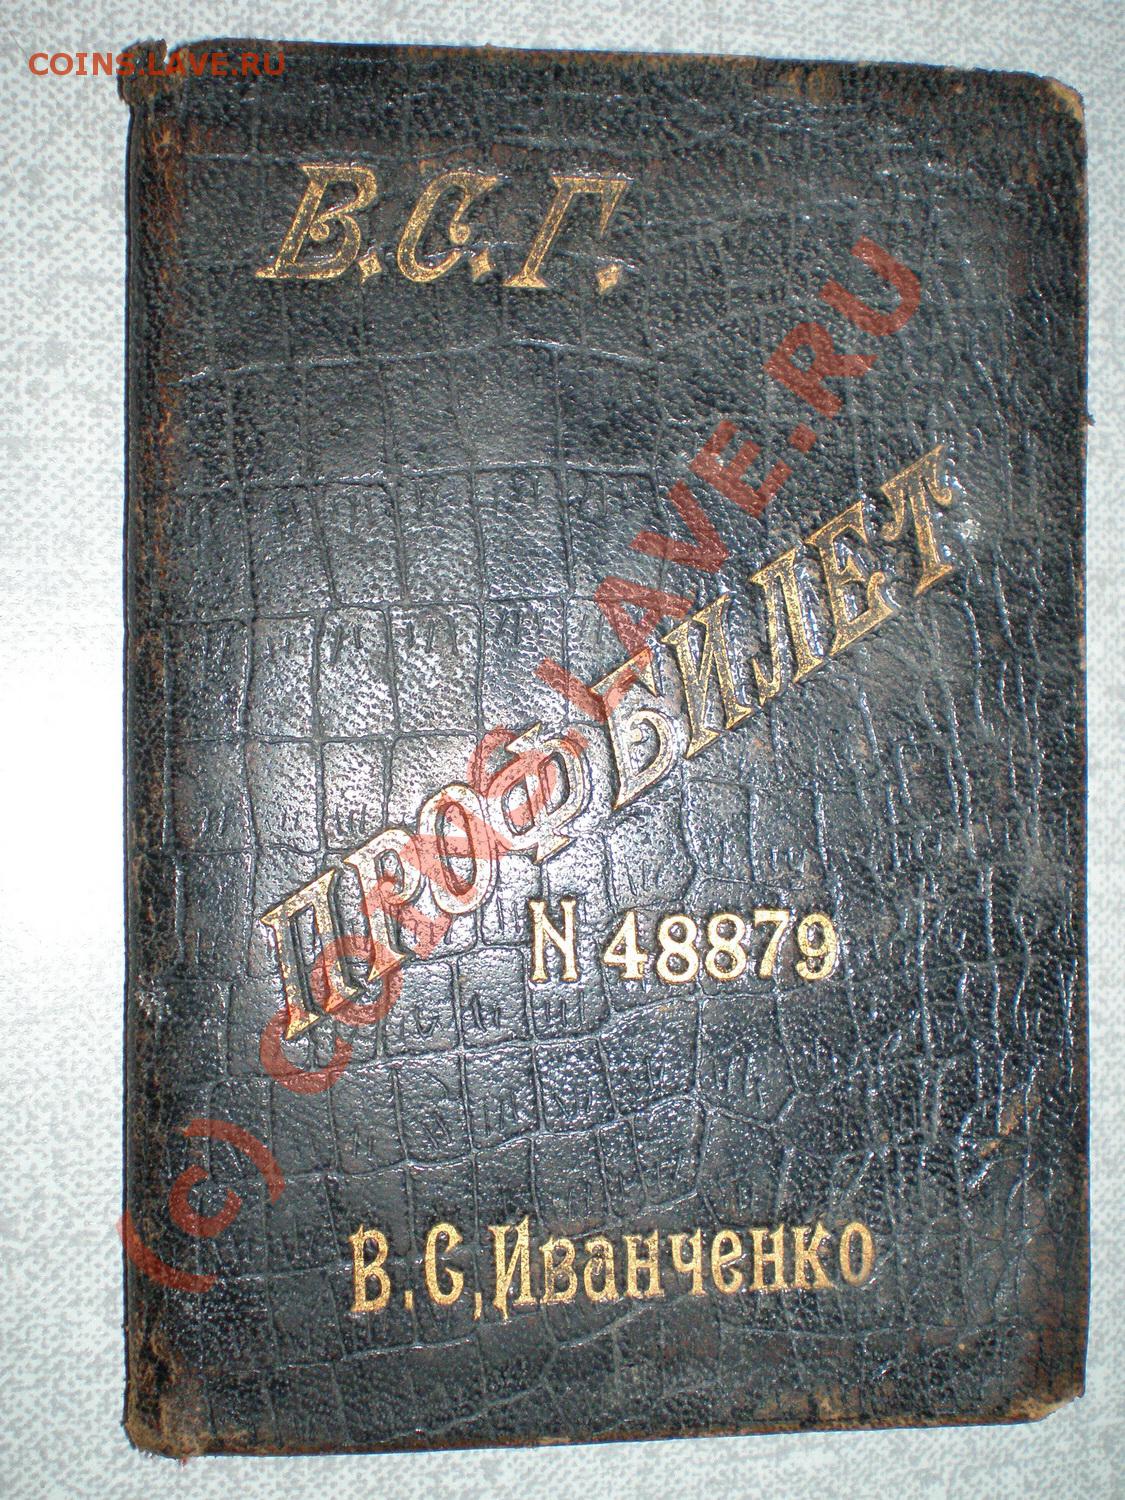 COINS.LAVE.RU
В.С.Г.
ПРОФБИЛЕТ
N 48879
В.С.Иванченко
(c) COINS.LAVE.RU